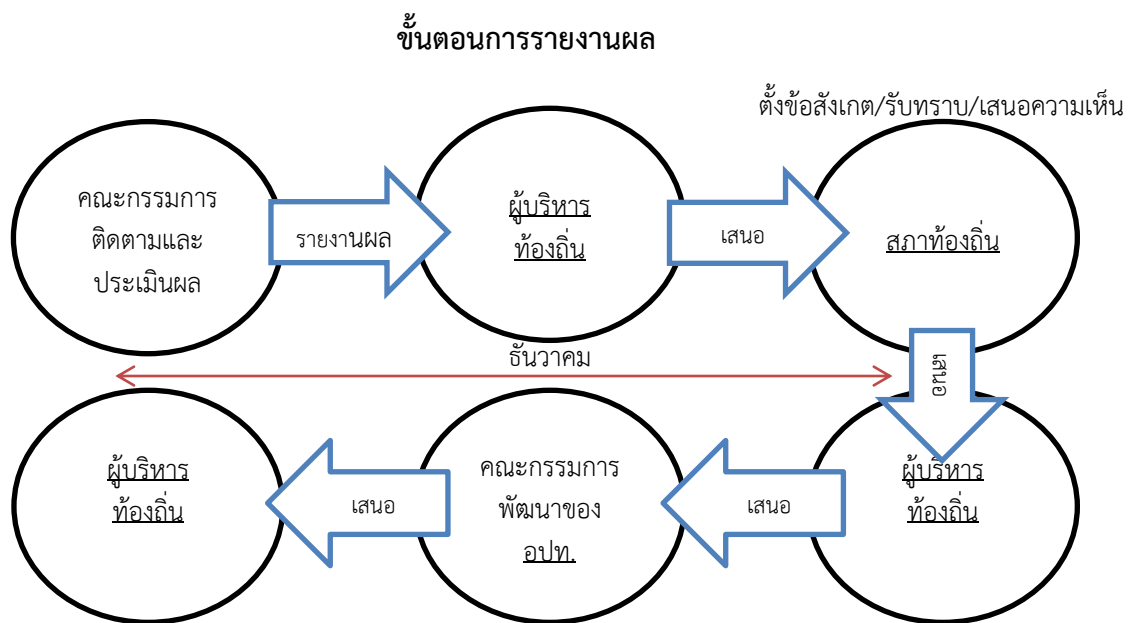 ขั้นตอนการรายงานผล
ตั้งข้อสังเกต/รับทราบ/เสนอความเห็น
คณะกรรมการ
ติดตามและ
ประเมินผล
รายงานผล
ผู้บริหาร
ท้องถิ่น
เสนอ
สภาท้องถิ่น
ธันวาคม
เสนอ
ผู้บริหาร
ท้องถิ่น
เสนอ
คณะกรรมการ
พัฒนาของ
อปท.
เสนอ
ผู้บริหาร
ท้องถิ่น